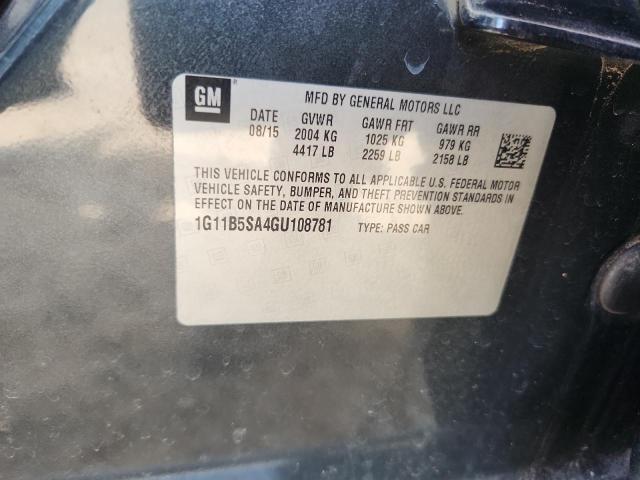 GM ®
MFD BY GENERAL MOTORS LLC
DATE GVWR GAWR FRT GAWR RR
08/15 2004 KG 1025 KG 979 KG
4417 LB 2259 LB 2158 LB
THIS VEHICLE CONFORMS TO ALL APPLICABLE U.S. FEDERAL MOTOR
VEHICLE SAFETY, BUMPER, AND THEFT PREVENTION STANDARDS IN
EFFECT ON THE DATE OF MANUFACTURE SHOWN ABOVE.
1G11B5SA4GU108781 TYPE: PASS CAR